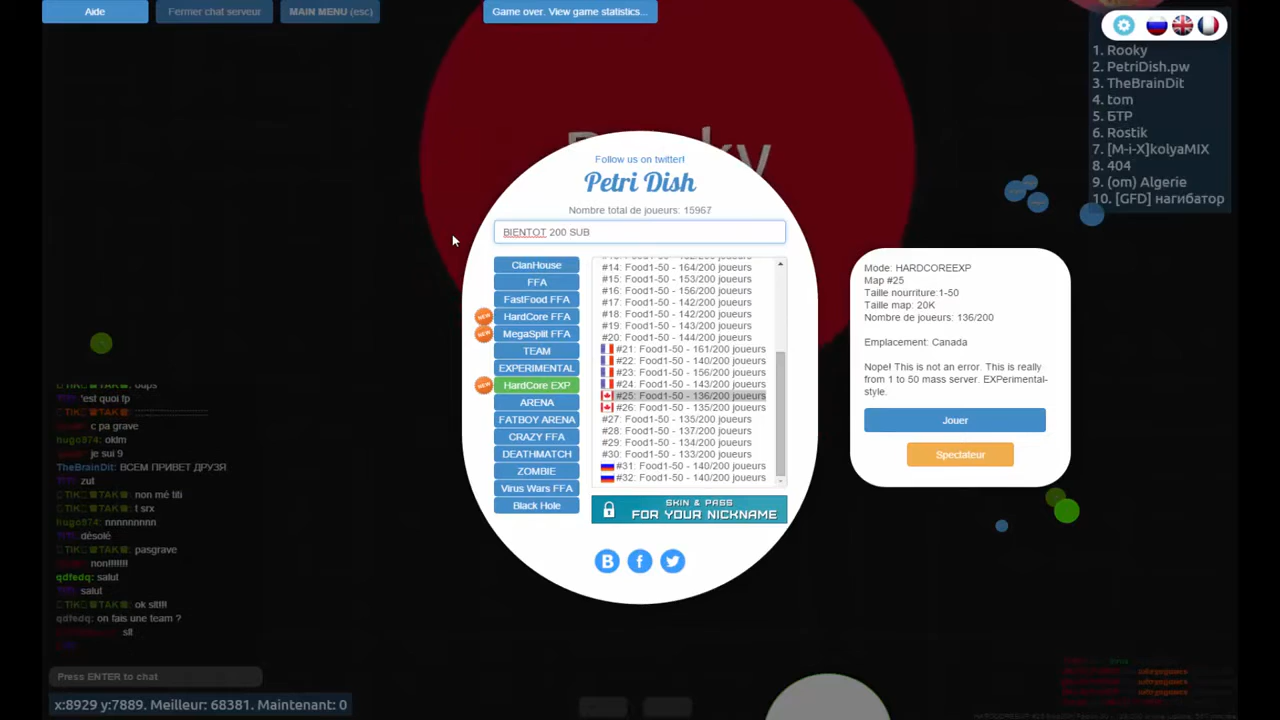 Aide
Fermer chat serveur
MAIN MENU (esc)
Game over. View game statistics...
1. Rooky
2. PetriDish.pw
3. TheBrainDit
4. tom
5. БТР
6. Rostik
7. [M-i-X]kolyaMIX
8. 404
9. (om) Algerie
10. [GFD] нагибатор
Follow us on twitter!
Petri Dish
Nombre total de joueurs: 15967
BIENTOT 200 SUB
ClanHouse
FFA
FastFood FFA
NEW HardCore FFA
NEW MegaSplit FFA
TEAM
EXPERIMENTAL
NEW HardCore EXP
ARENA
FATBOY ARENA
CRAZY FFA
DEATHMATCH
ZOMBIE
Virus Wars FFA
Black Hole
#14: Food1-50 - 164/200 joueurs
#15: Food1-50 - 153/200 joueurs
#16: Food1-50 - 156/200 joueurs
#17: Food1-50 - 142/200 joueurs
#18: Food1-50 - 142/200 joueurs
#19: Food1-50 - 143/200 joueurs
#20: Food1-50 - 144/200 joueurs
#21: Food1-50 - 161/200 joueurs
#22: Food1-50 - 140/200 joueurs
#23: Food1-50 - 156/200 joueurs
#24: Food1-50 - 143/200 joueurs
#25: Food1-50 - 136/200 joueurs
#26: Food1-50 - 135/200 joueurs
#27: Food1-50 - 135/200 joueurs
#28: Food1-50 - 137/200 joueurs
#29: Food1-50 - 134/200 joueurs
#30: Food1-50 - 133/200 joueurs
#31: Food1-50 - 140/200 joueurs
#32: Food1-50 - 140/200 joueurs
SKIN & PASS
FOR YOUR NICKNAME
Mode: HARDCOREEXP
Map #25
Taille nourriture:1-50
Taille map: 20K
Nombre de joueurs: 136/200
Emplacement: Canada
Nope! This is not an error. This is really
from 1 to 50 mass server. EXPerimental-
style.
Jouer
Spectateur
oups
'est quoi tp
c pa grave
hugo974: oldm
je sui 9
TheBrainDit: ВСЕМ ПРИВЕТ ДРУЗЯ
zut
non mé titi
t srx
hugo974: nnnnnnnnn
désolé
pasgrave
non!!!!!!!
qdfedq: salut
salut
ok slt!!!
qdfedq: on fais une team ?
slt
Press ENTER to chat
x:8929 y:7889. Meilleur: 68381. Maintenant: 0